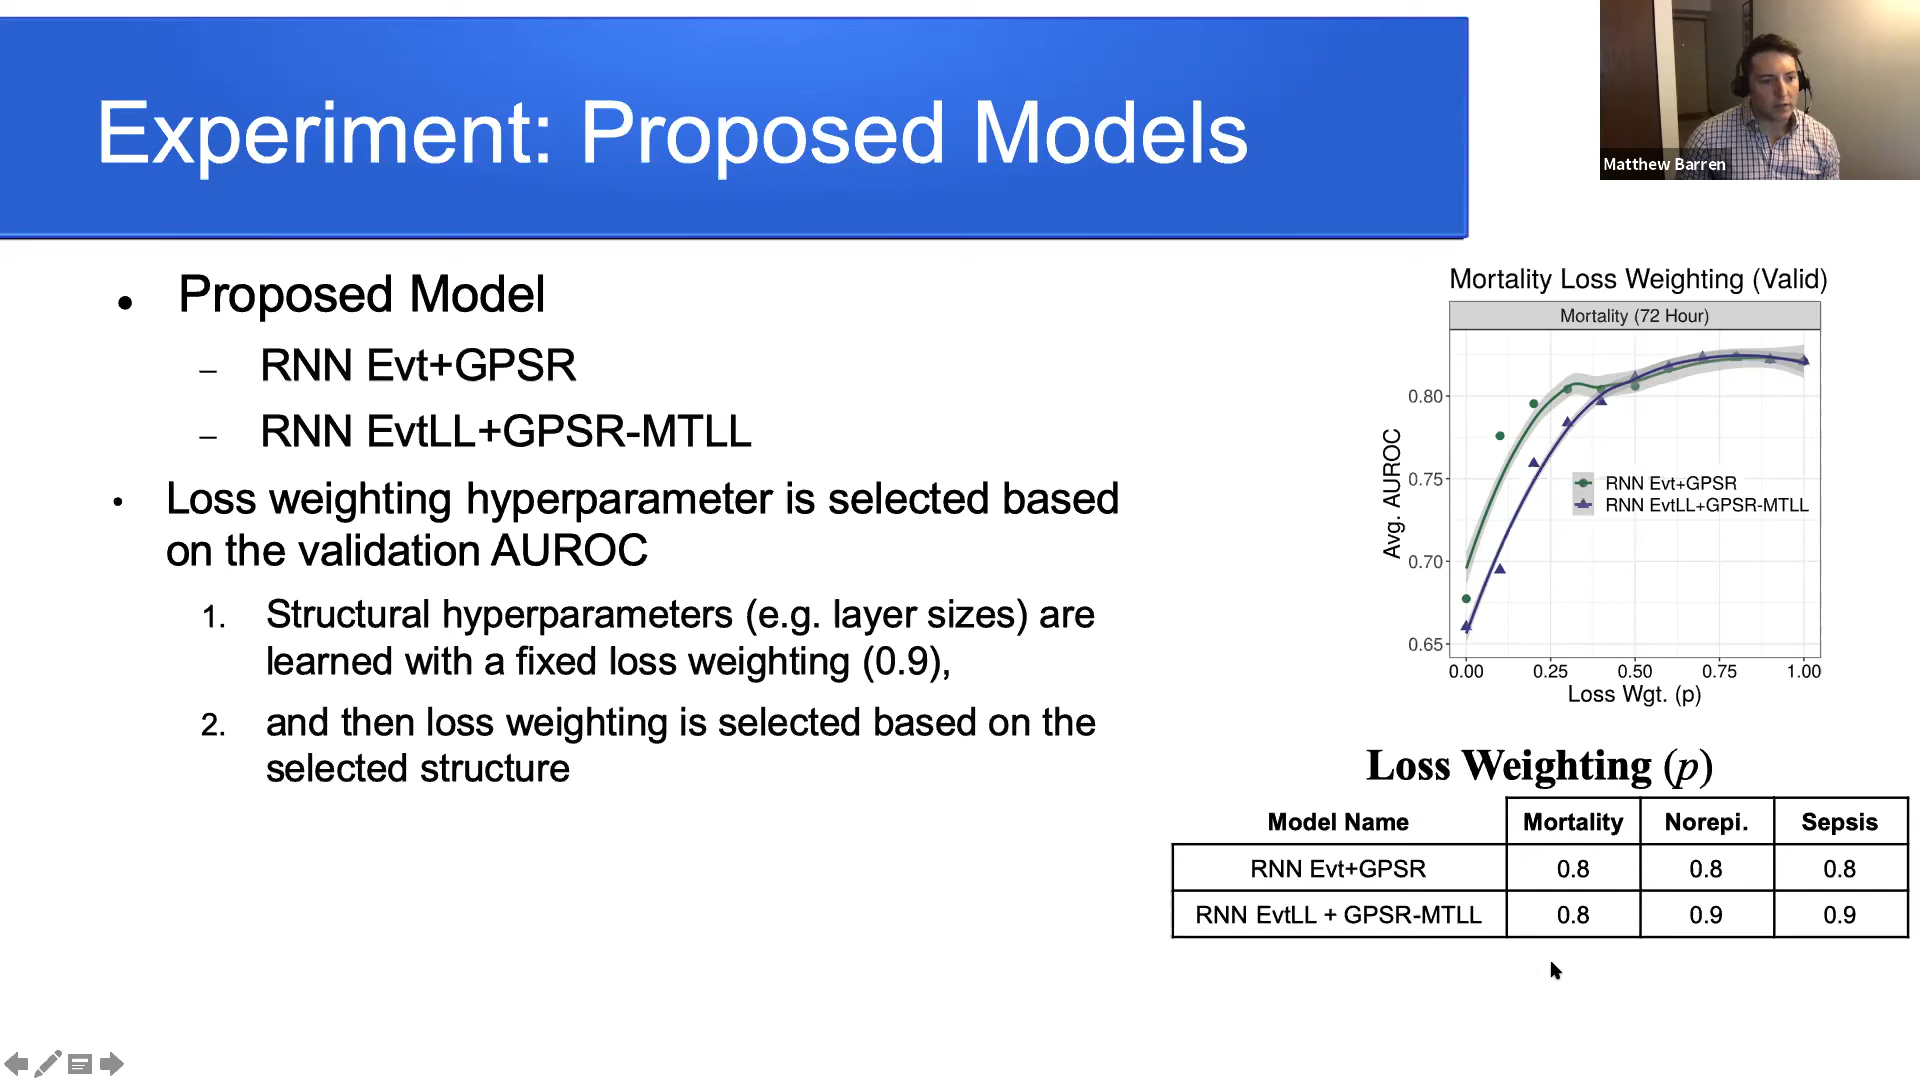 Experiment: Proposed Models
Matthew Barren
• Proposed Model
– RNN Evt+GPSR
– RNN EvtLL+GPSR-MTLL
• Loss weighting hyperparameter is selected based
on the validation AUROC
1. Structural hyperparameters (e.g. layer sizes) are
learned with a fixed loss weighting (0.9),
2. and then loss weighting is selected based on the
selected structure
Mortality Loss Weighting (Valid)
Mortality (72 Hour)
Avg. AUROC
0.80
0.75
0.70
0.65
RNN Evt+GPSR
RNN EvtLL+GPSR-MTLL
0.00 0.25 0.50 0.75 1.00
Loss Wgt. (p)
Loss Weighting (p)
Model Name Mortality Norepi. Sepsis
RNN Evt+GPSR 0.8 0.8 0.8
RNN EvtLL + GPSR-MTLL 0.8 0.9 0.9